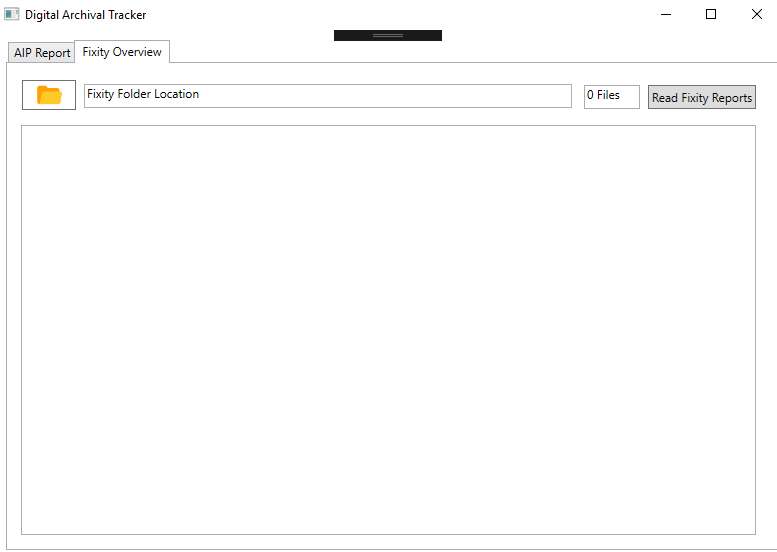 Digital Archival Tracker
AIP Report Fixity Overview
Fixity Folder Location 0 Files Read Fixity Reports